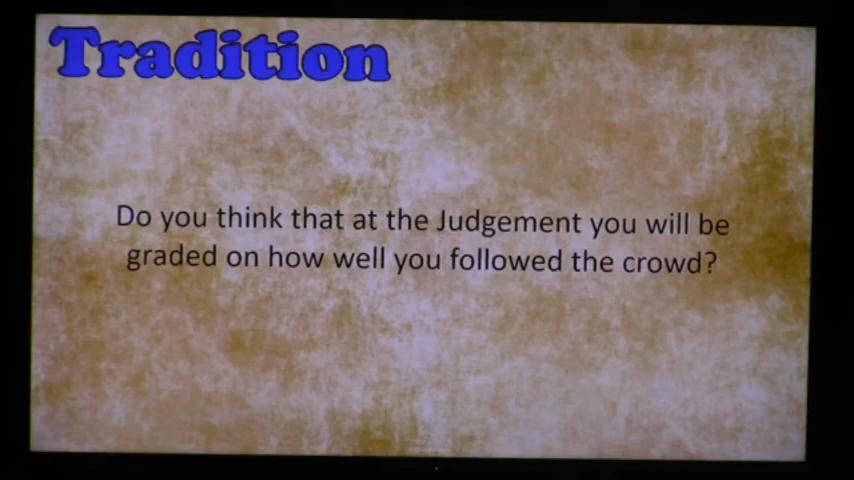 Tradition
Do you think that at the Judgement you will be
graded on how well you followed the crowd?